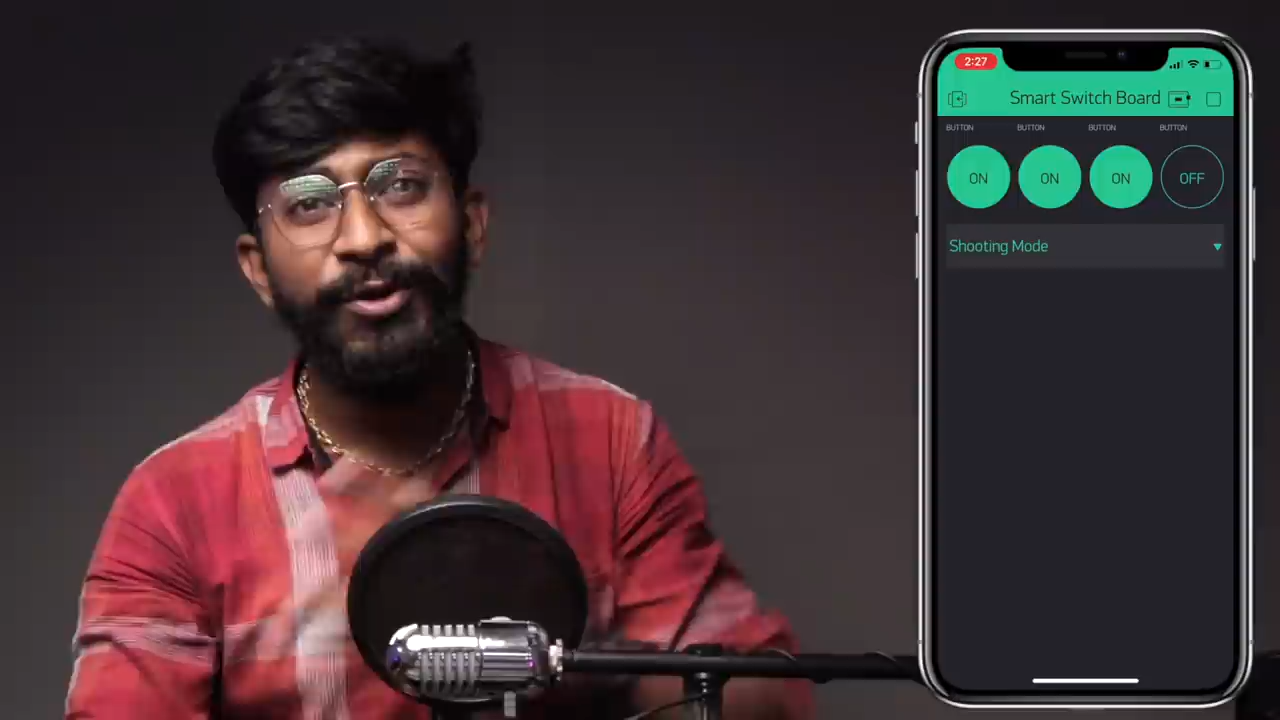 2:27
Smart Switch Board
BUTTON BUTTON BUTTON BUTTON
ON ON ON OFF
Shooting Mode